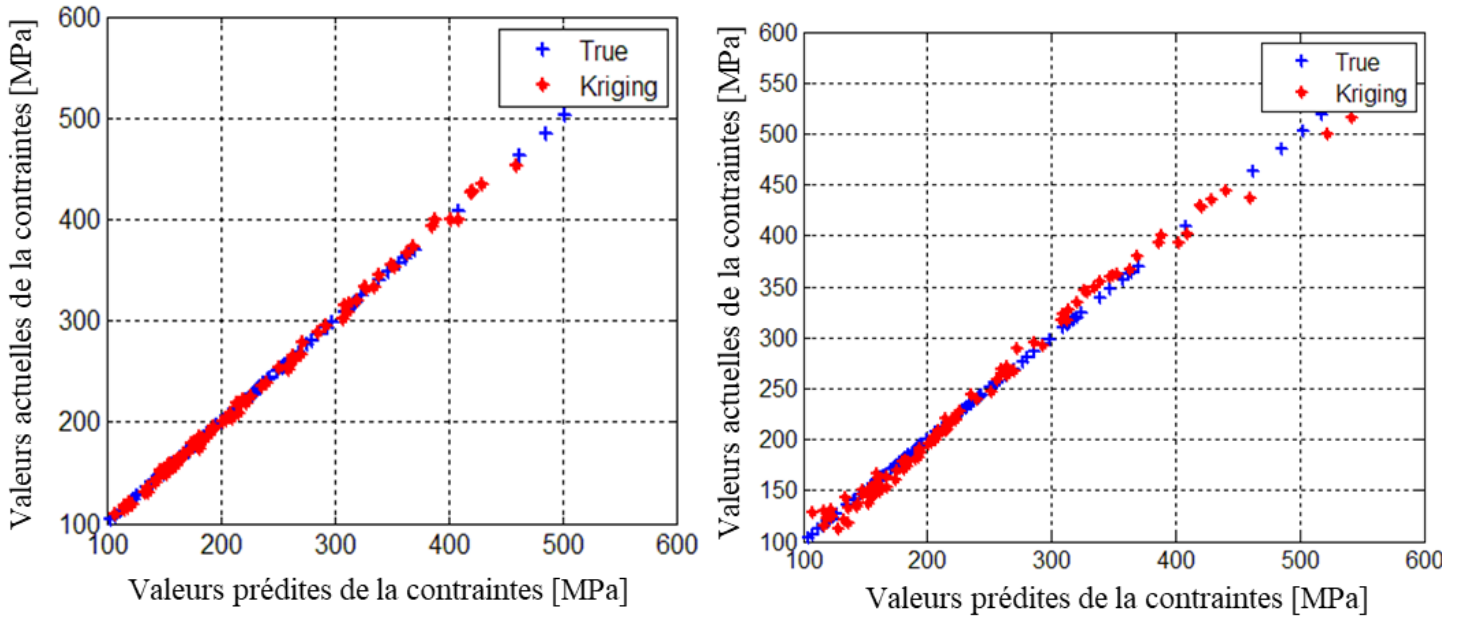 Valeurs actuelles de la contraintes [MPa]
600
500
400
300
200
100
100 200 300 400 500 600
True
Kriging
Valeurs prédites de la contraintes [MPa]
Valeurs actuelles de la contraintes [MPa]
600
550
500
450
400
350
300
250
200
150
100
100 200 300 400 500 600
True
Kriging
Valeurs prédites de la contraintes [MPa]